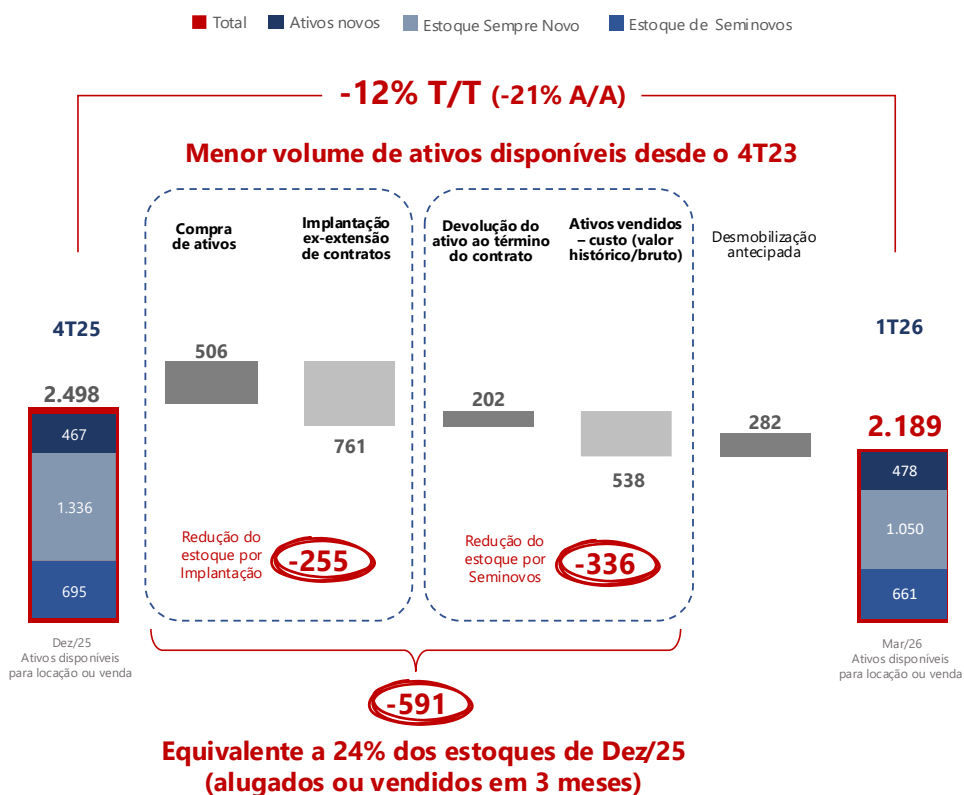 Total
Ativos novos
Estoque Sempre Novo
Estoque de Seminovos
-12% T/T (-21% A/A)
Menor volume de ativos disponíveis desde o 4T23
Compra
de ativos
Implantação
ex-extensão
de contratos
Devolução do
ativo ao término
do contrato
Ativos vendidos
– custo (valor
histórico/bruto)
Desmobilização
antecipada
4T25
2.498
467
1.336
695
Dez/25
Ativos disponíveis
para locação ou venda
506
761
Redução do
estoque por
Implantação
-255
202
538
Redução do
estoque por
Seminovos
-336
282
1T26
2.189
478
1.050
661
Mar/26
Ativos disponíveis
para locação ou venda
-591
Equivalente a 24% dos estoques de Dez/25
(alugados ou vendidos em 3 meses)